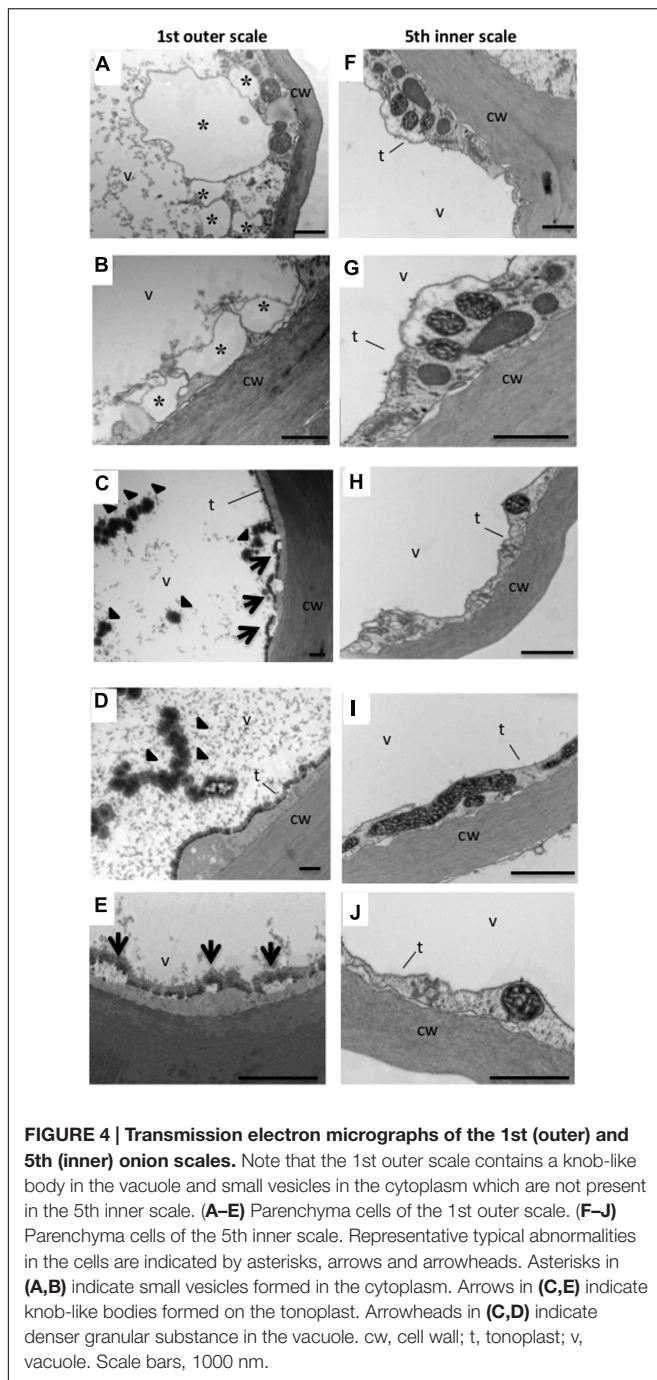 1st outer scale
5th inner scale
A
*
*
cw
v
*
*
*
F
cw
t
v
B
v
*
*
*
cw
G
v
t
cw
C
t
v
cw
H
t
v
cw
D
v
t
cw
I
t
v
cw
E
v
J
v
t
cw
FIGURE 4 | Transmission electron micrographs of the 1st (outer) and
5th (inner) onion scales. Note that the 1st outer scale contains a knob-like
body in the vacuole and small vesicles in the cytoplasm which are not present
in the 5th inner scale. (A–E) Parenchyma cells of the 1st outer scale. (F–J)
Parenchyma cells of the 5th inner scale. Representative typical abnormalities
in the cells are indicated by asterisks, arrows and arrowheads. Asterisks in
(A,B) indicate small vesicles formed in the cytoplasm. Arrows in (C,E) indicate
knob-like bodies formed on the tonoplast. Arrowheads in (C,D) indicate
denser granular substance in the vacuole. cw, cell wall; t, tonoplast; v,
vacuole. Scale bars, 1000 nm.